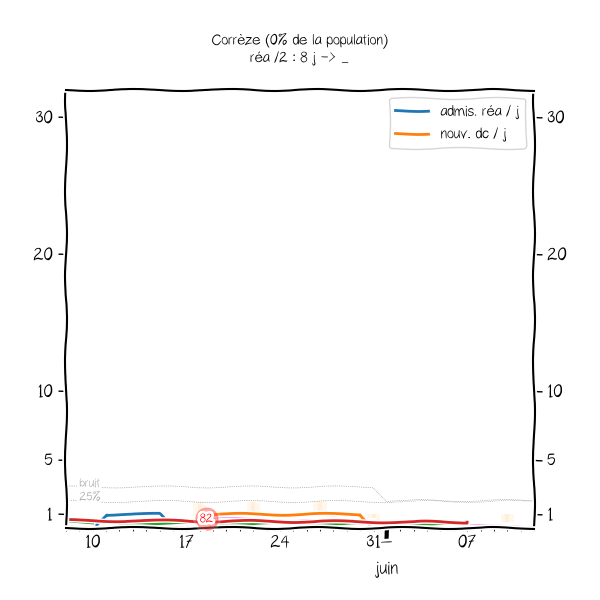 Corrèze (0% de la population)
réa /2 : 8 j -> _
admis. réa / j
nouv. dc / j
30
30
20
20
10
10
5
5
bruit
25%
1
82
1
10
17
24
31
07
juin